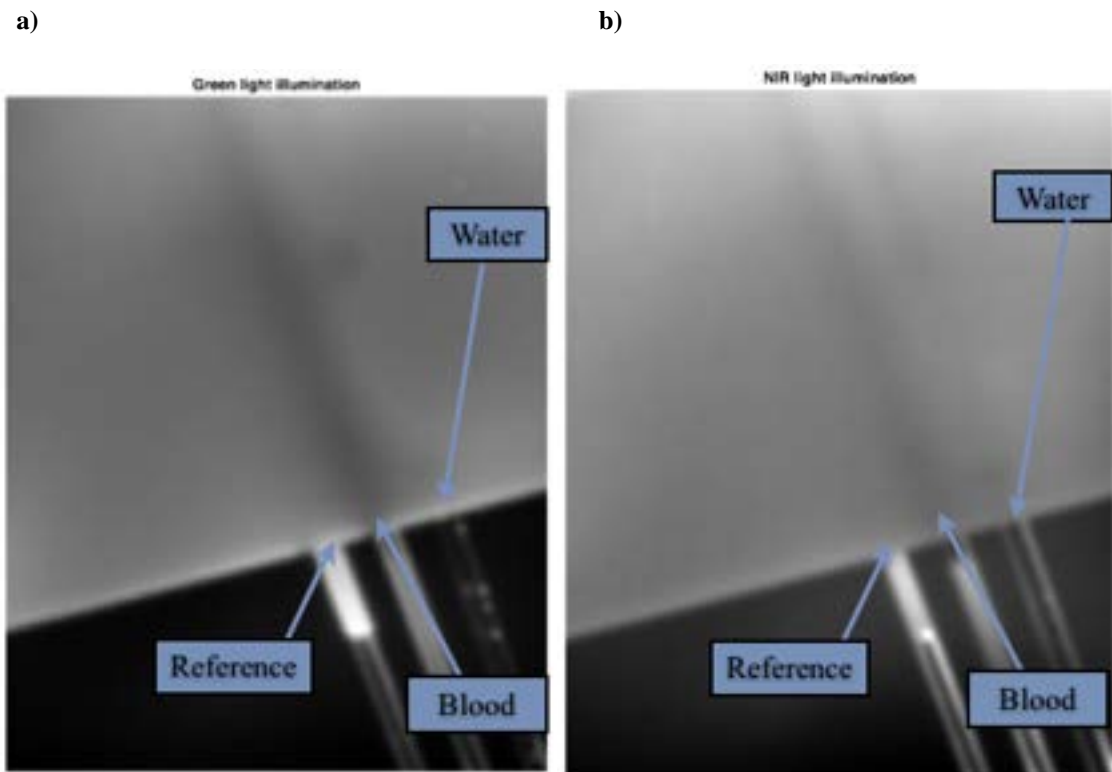 a)
b)
Green light illumination
NIR light illumination
Water
Water
Reference
Blood
Reference
Blood